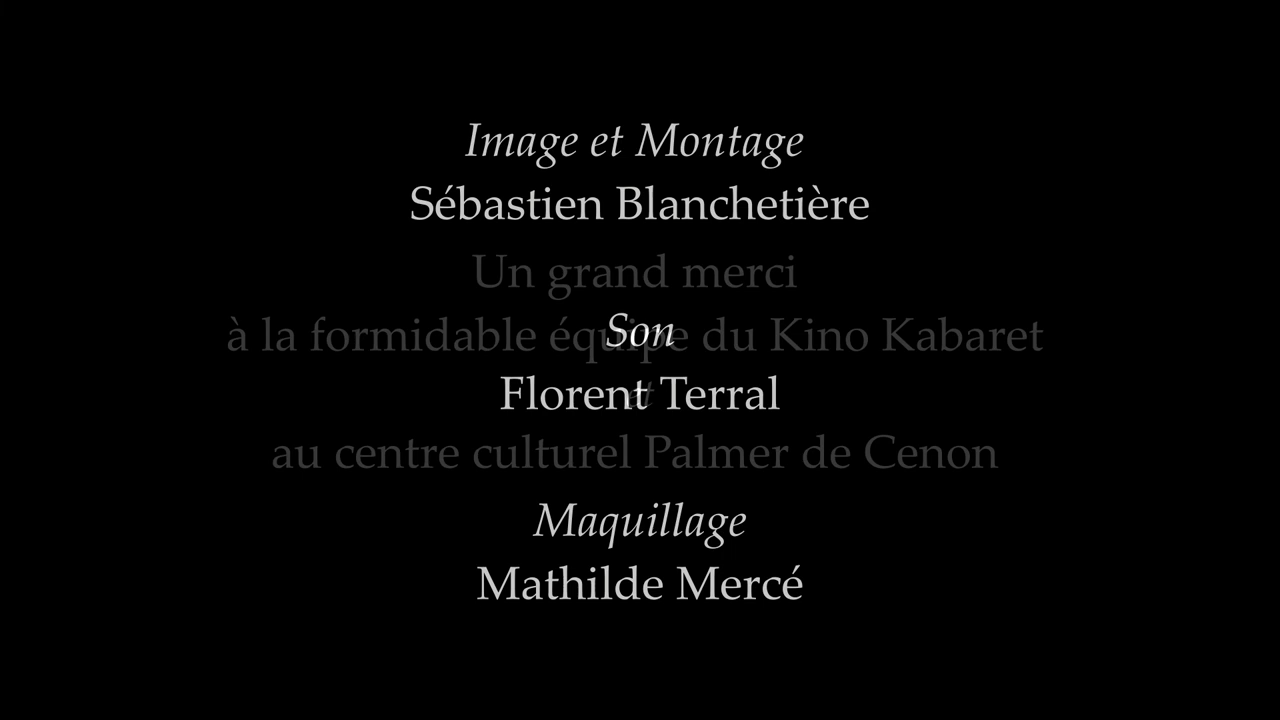 Image et Montage
Sébastien Blanchetière
Un grand merci
à la formidable équipe du Kino Kabaret
Son
et
Florent Terral
au centre culturel Palmer de Cenon
Maquillage
Mathilde Mercé